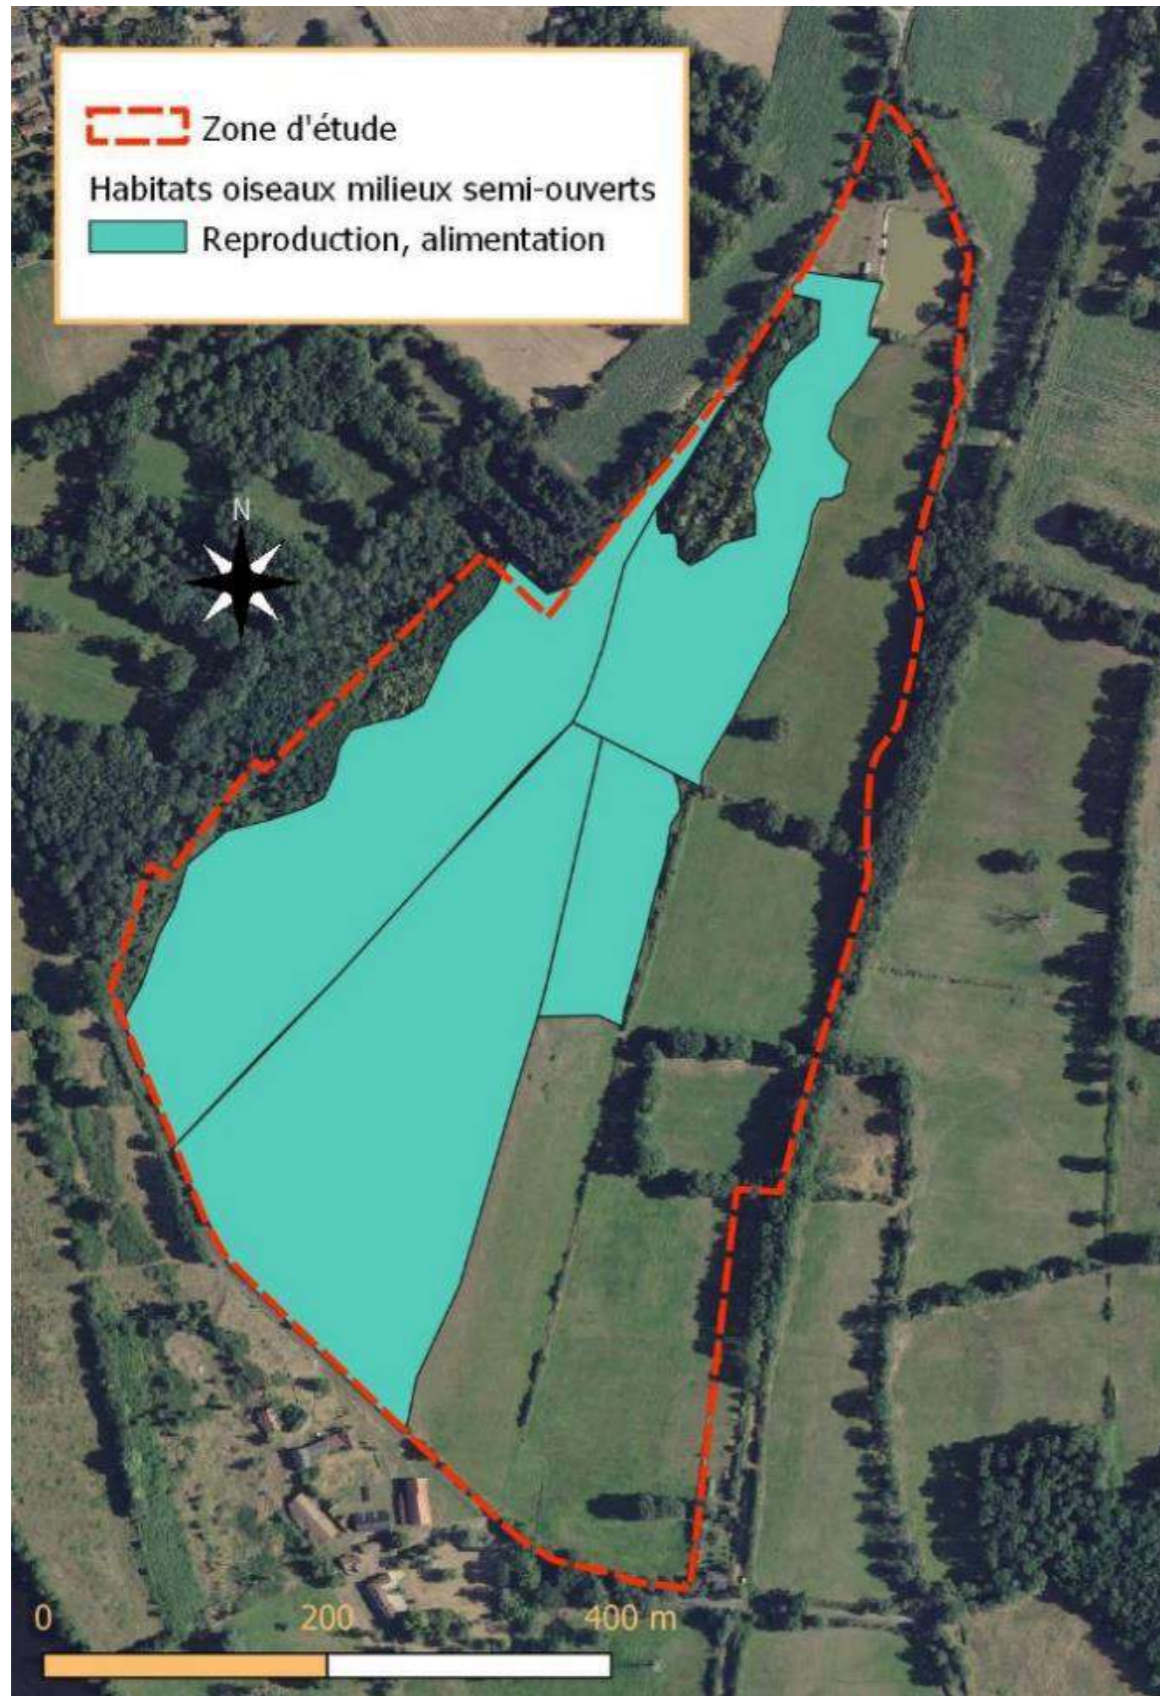 Zone d'étude
Habitats oiseaux milieux semi-ouverts
Reproduction, alimentation
N
0 200 400 m